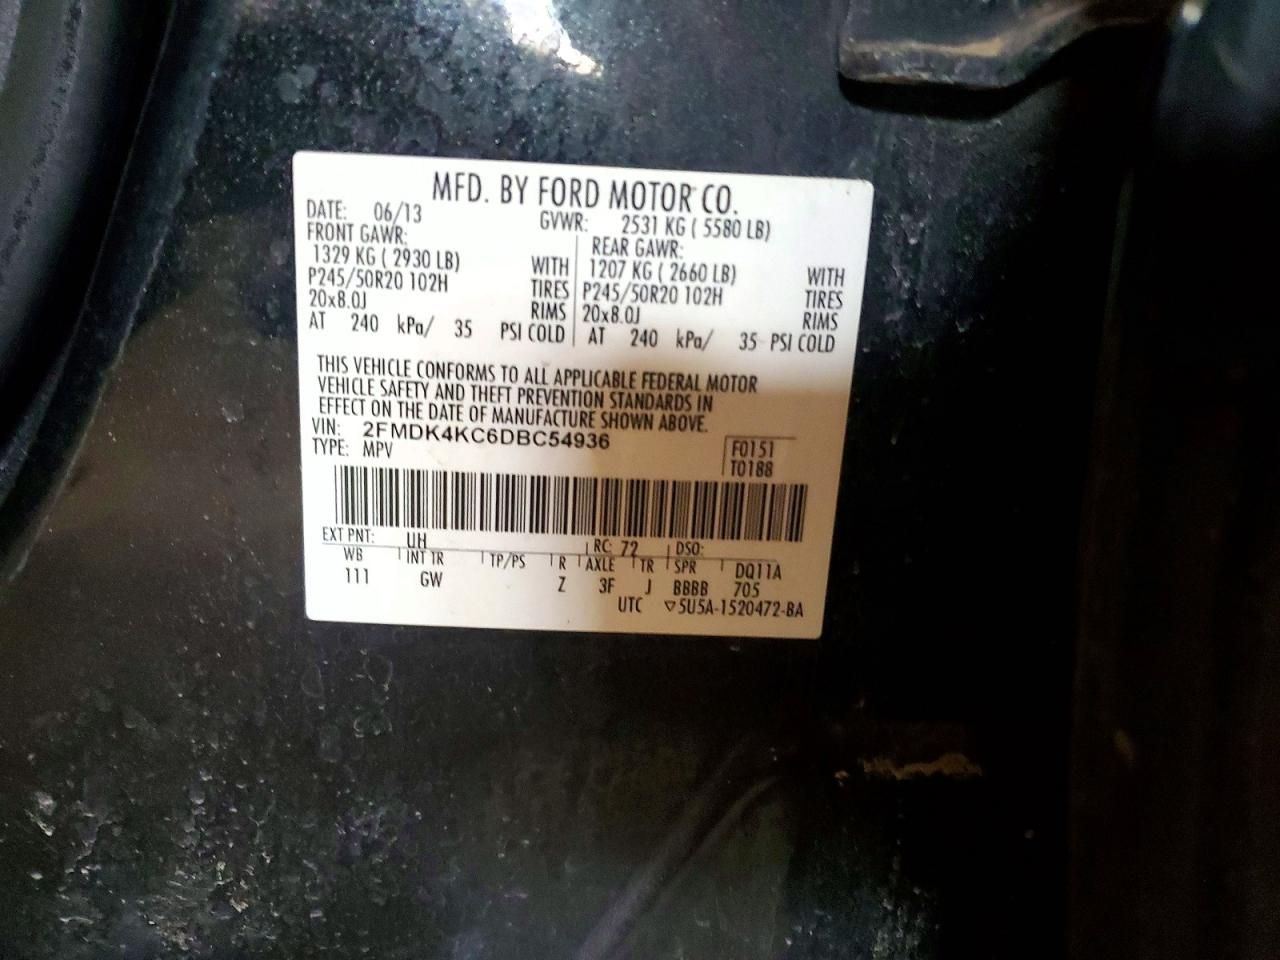 MFD. BY FORD MOTOR CO.
DATE: 06/13 GVWR: 2531 KG ( 5580 LB)
FRONT GAWR: REAR GAWR:
1329 KG ( 2930 LB) WITH 1207 KG ( 2660 LB) WITH
P245/50R20 102H TIRES P245/50R20 102H TIRES
20x8.0J RIMS 20x8.0J RIMS
AT 240 kPa/ 35 PSI COLD AT 240 kPa/ 35 PSI COLD
THIS VEHICLE CONFORMS TO ALL APPLICABLE FEDERAL MOTOR
VEHICLE SAFETY AND THEFT PREVENTION STANDARDS IN
EFFECT ON THE DATE OF MANUFACTURE SHOWN ABOVE.
VIN: 2FMDK4KC6DBC54936
TYPE: MPV F0151
T0188
EXT PNT: UH RC: 72 DSO:
WB INT TR TP/PS R AXLE TR SPR DQ11A
111 GW Z 3F J BBBB 705
UTC ▽5U5A-1520472-BA